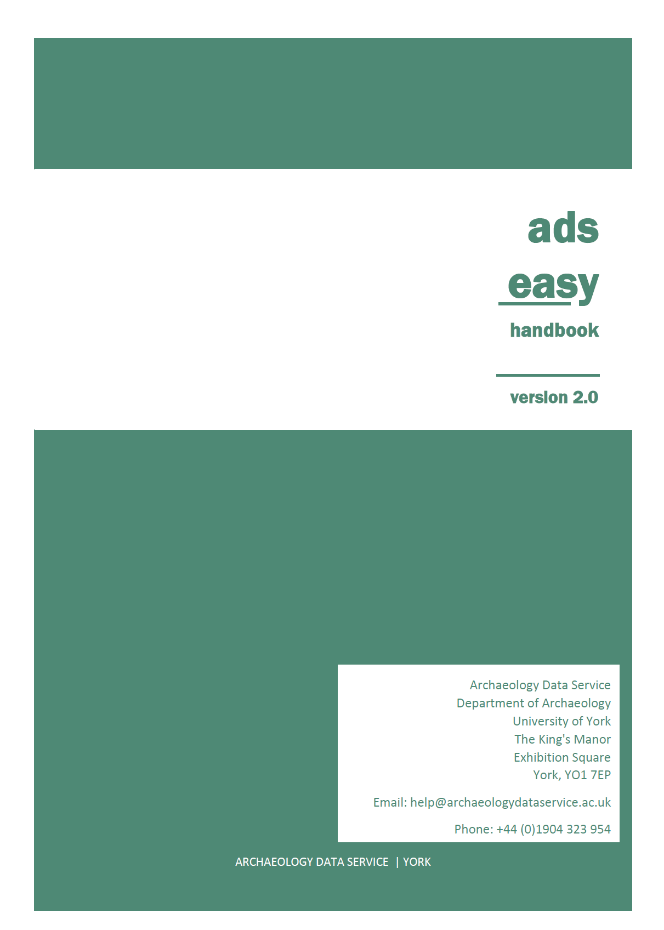 ads
easy
handbook
version 2.0
Archaeology Data Service
Department of Archaeology
University of York
The King's Manor
Exhibition Square
York, YO1 7EP
Email: help@archaeologydataservice.ac.uk
Phone: +44 (0)1904 323 954
ARCHAEOLOGY DATA SERVICE | YORK